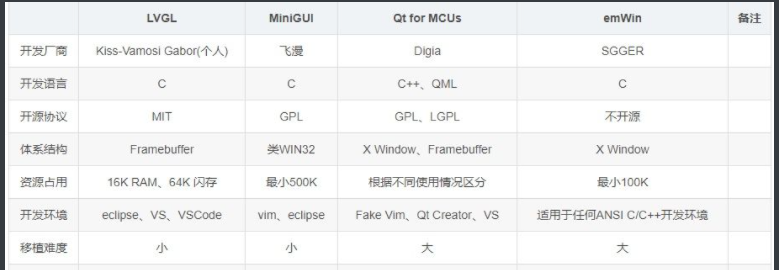 LVGL MiniGUI Qt for MCUs emWin 备注
开发厂商 Kiss-Vamosi Gabor(个人) 飞漫 Digia SGGER
开发语言 C C C++、QML C
开源协议 MIT GPL GPL、LGPL 不开源
体系结构 Framebuffer 类WIN32 X Window、Framebuffer X Window
资源占用 16K RAM、64K 闪存 最小500K 根据不同使用情况区分 最小100K
开发环境 eclipse、VS、VSCode vim、eclipse Fake Vim、Qt Creator、VS 适用于任何ANSI C/C++开发环境
移植难度 小 小 大 大